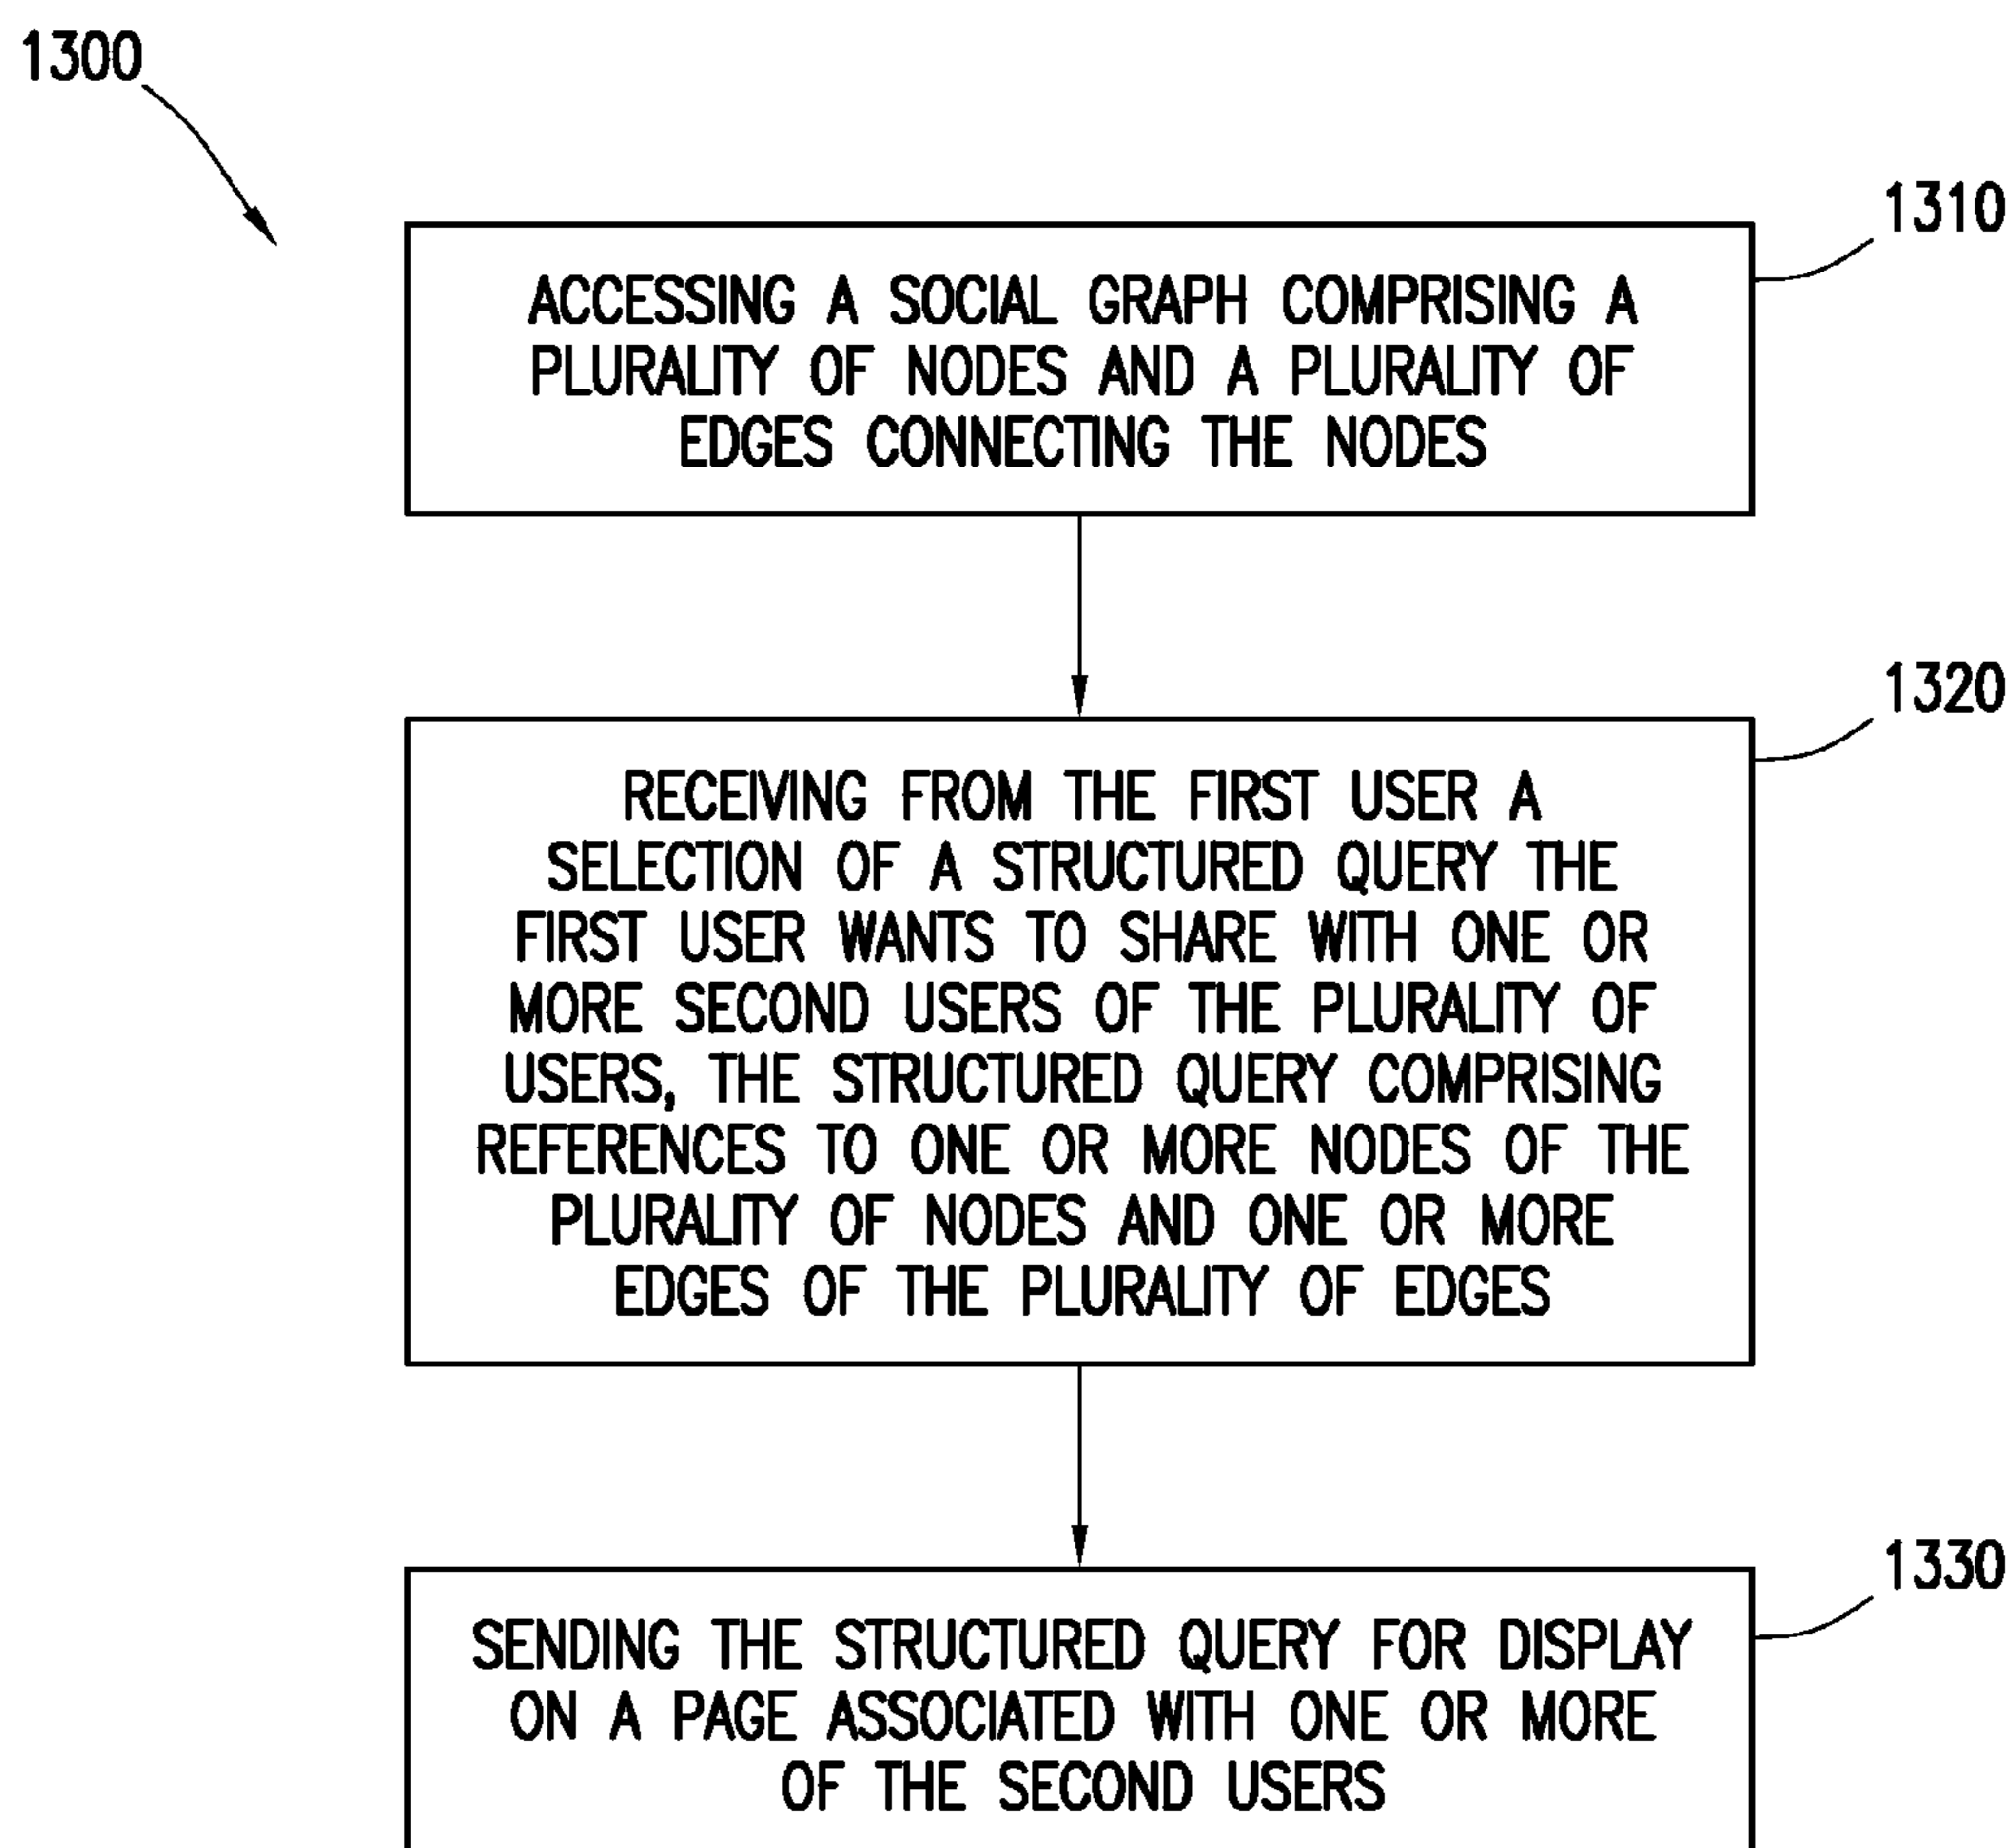 1300
1310
ACCESSING A SOCIAL GRAPH COMPRISING A
PLURALITY OF NODES AND A PLURALITY OF
EDGES CONNECTING THE NODES
1320
RECEIVING FROM THE FIRST USER A
SELECTION OF A STRUCTURED QUERY THE
FIRST USER WANTS TO SHARE WITH ONE OR
MORE SECOND USERS OF THE PLURALITY OF
USERS, THE STRUCTURED QUERY COMPRISING
REFERENCES TO ONE OR MORE NODES OF THE
PLURALITY OF NODES AND ONE OR MORE
EDGES OF THE PLURALITY OF EDGES
1330
SENDING THE STRUCTURED QUERY FOR DISPLAY
ON A PAGE ASSOCIATED WITH ONE OR MORE
OF THE SECOND USERS